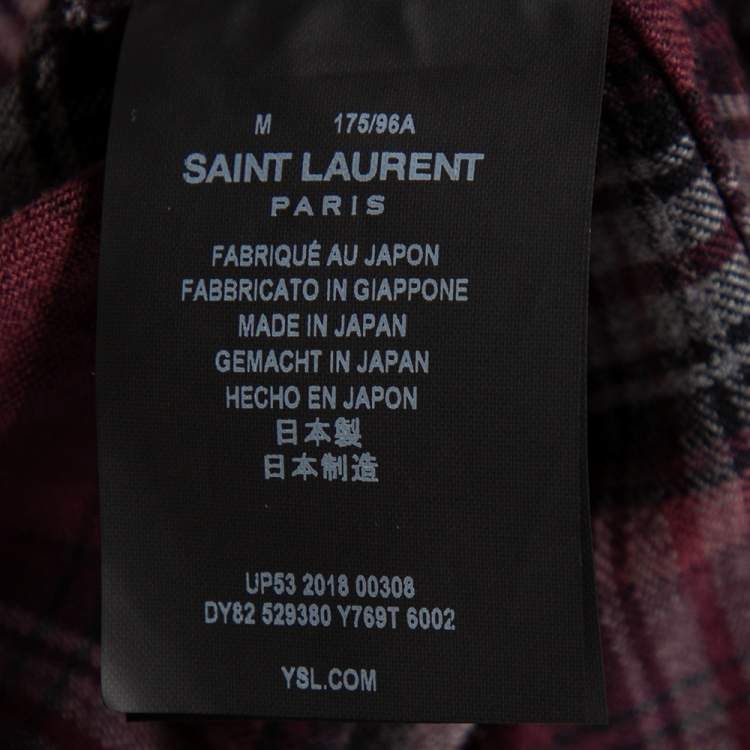 M 175/96A
SAINT LAURENT
PARIS
FABRIQUÉ AU JAPON
FABBRICATO IN GIAPPONE
MADE IN JAPAN
GEMACHT IN JAPAN
HECHO EN JAPON
日本製
日本制造
UP53 2018 00308
DY82 529380 Y769T 6002
YSL.COM